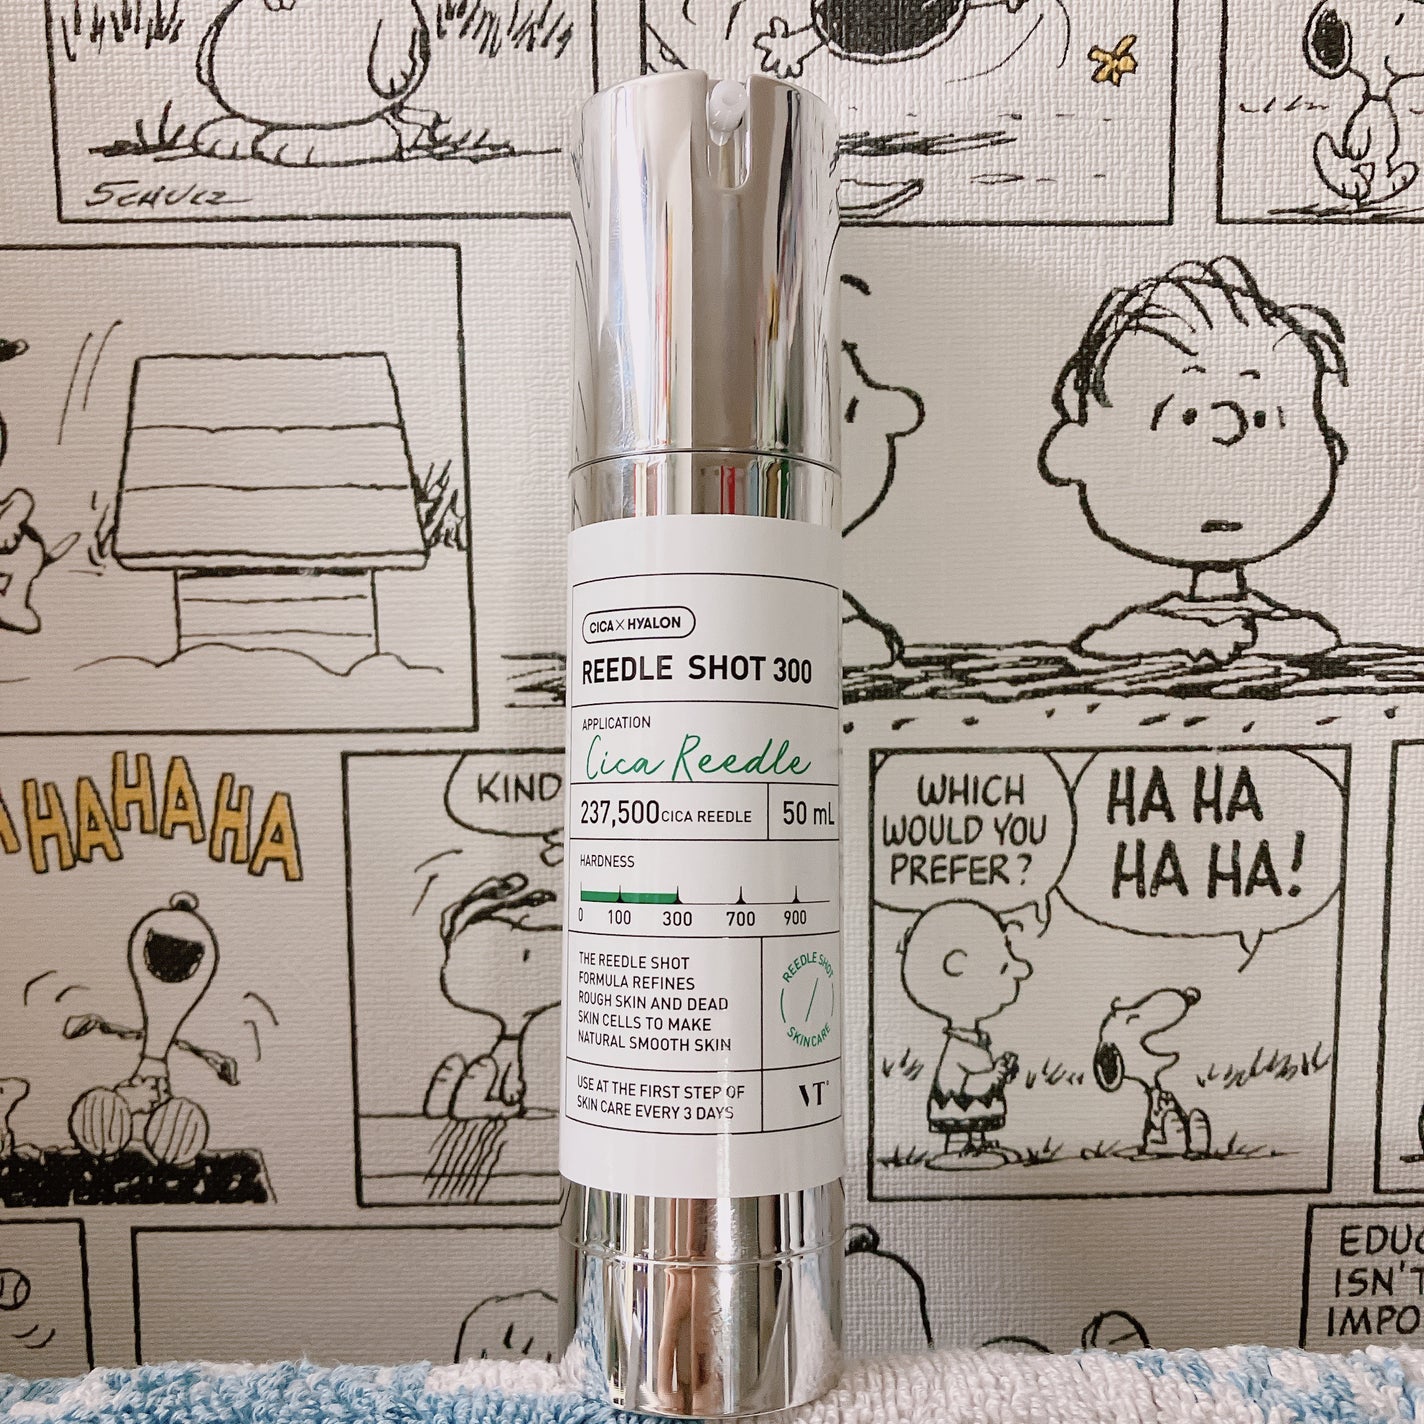 SCHULZ
HAHAHAHA
KIND
WHICH
WOULD YOU
PREFER?
HA HA
HA HA!
EDUC
ISN'T
IMPO
CICA×HYALON
REEDLE SHOT 300
APPLICATION
Cica Reedle
237,500 CICA REEDLE
50 mL
HARDNESS
0 100 300 700 900
THE REEDLE SHOT
FORMULA REFINES
ROUGH SKIN AND DEAD
SKIN CELLS TO MAKE
NATURAL SMOOTH SKIN
REEDLE SHOT
SKINCARE
USE AT THE FIRST STEP OF
SKIN CARE EVERY 3 DAYS
VT